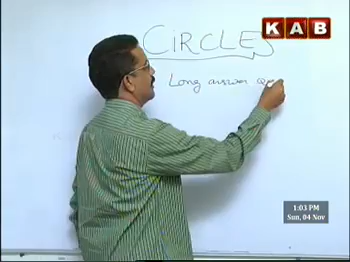 KAB
CIRCLES
Long answer
1:03 PM
Sun, 04 Nov